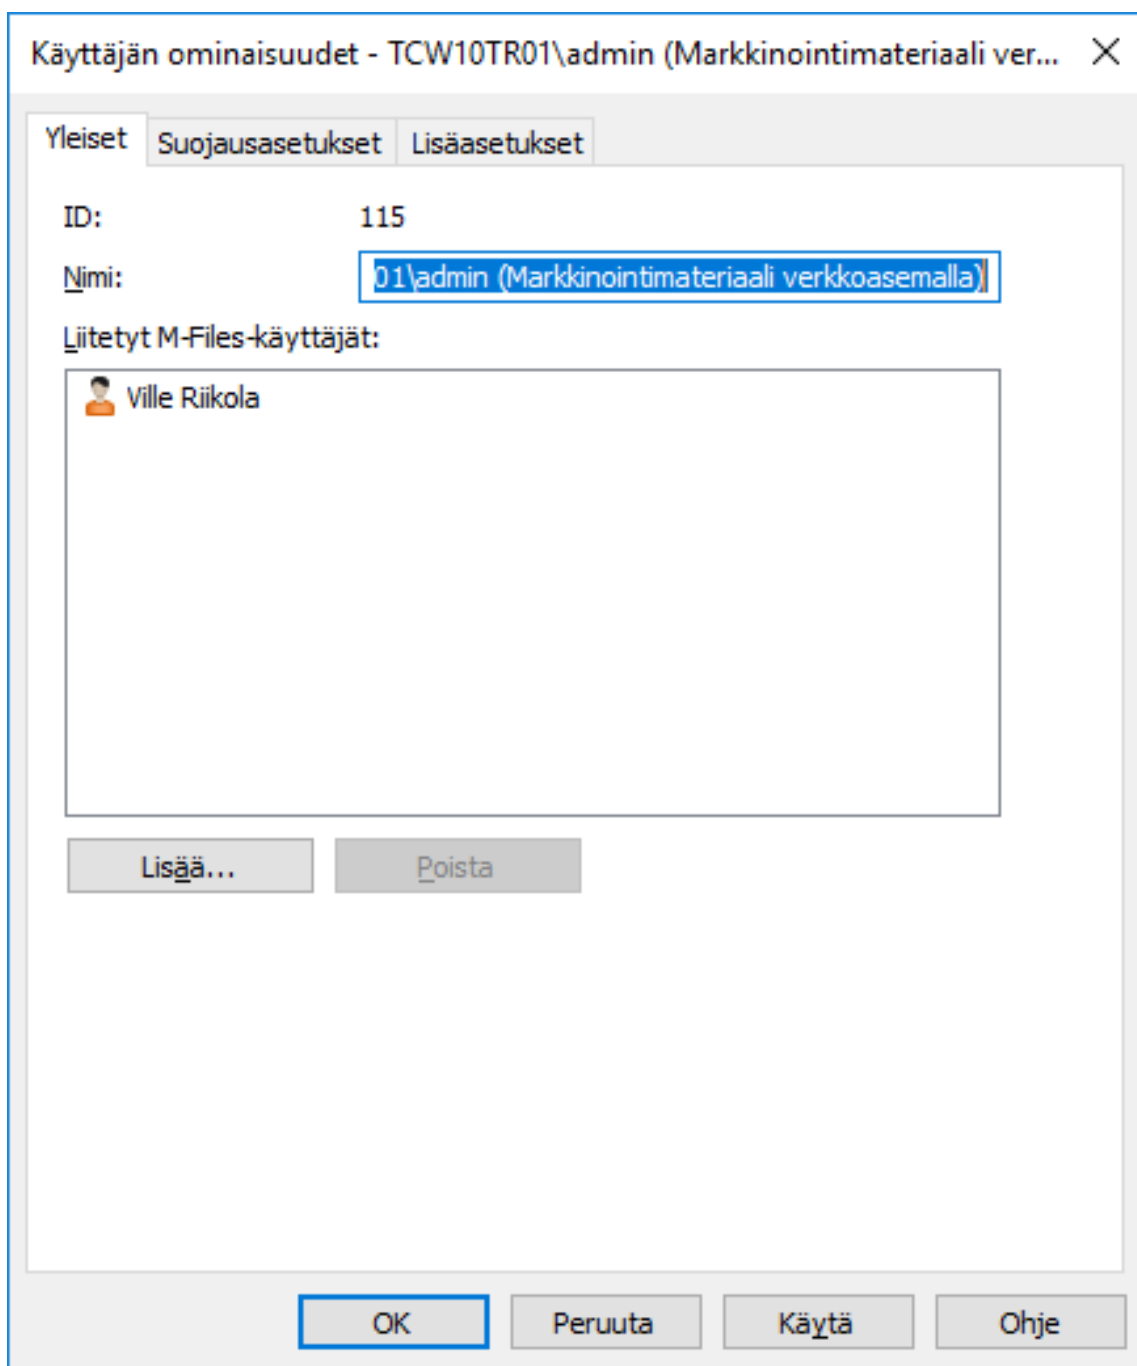 Käyttäjän ominaisuudet - TCW10TR01\admin (Markkinointimateriaali ver...
Yleiset Suojausasetukset Lisäasetukset
ID: 115
Nimi: 01\admin (Markkinointimateriaali verkkoasemalla)
Liitetyt M-Files-käyttäjät:
Ville Riikola
Lisää... Poista
OK Peruuta Käytä Ohje